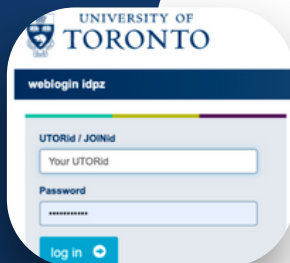 UNIVERSITY OF
TORONTO
weblogin idpz
UTORid / JOINid
Your UTORid
Password
•••••••••••
log in